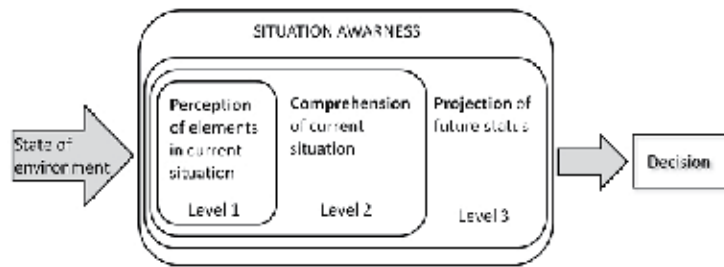 SITUATION AWARNESS
State of
environment
Perception
of elements
in current
situation
Level 1
Comprehension
of current
situation
Level 2
Projection of
future status
Level 3
Decision